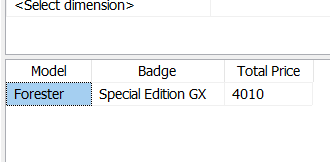 <Select dimension>
Model Badge Total Price
Forester Special Edition GX 4010